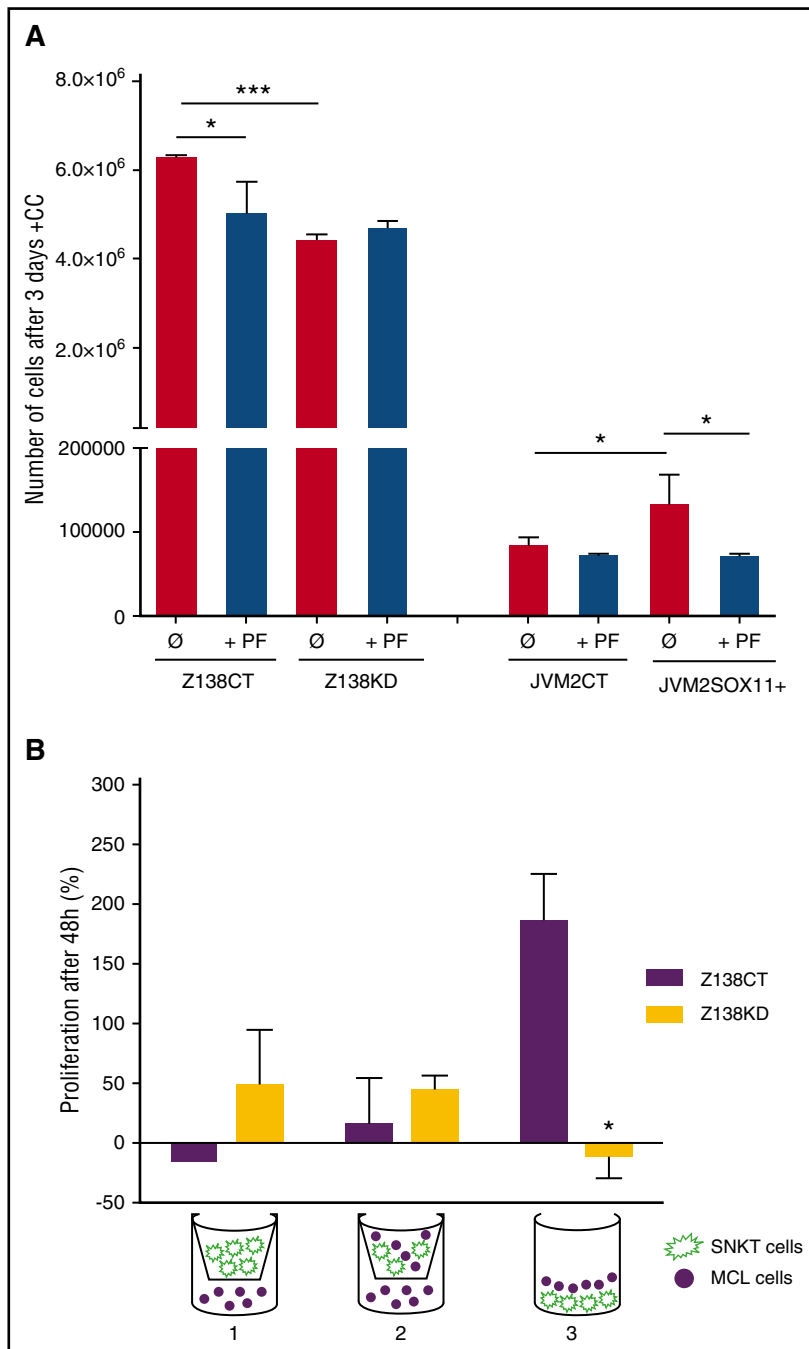 A
Number of cells after 3 days +CC
8.0×10⁶
6.0×10⁶
4.0×10⁶
2.0×10⁶
200000
100000
0
***
*
*
*
Ø + PF Ø + PF Ø + PF Ø + PF
Z138CT Z138KD JVM2CT JVM2SOX11+
B
Proliferation after 48h (%)
300
250
200
150
100
50
0
-50
*
Z138CT
Z138KD
1 2 3
SNKT cells
MCL cells